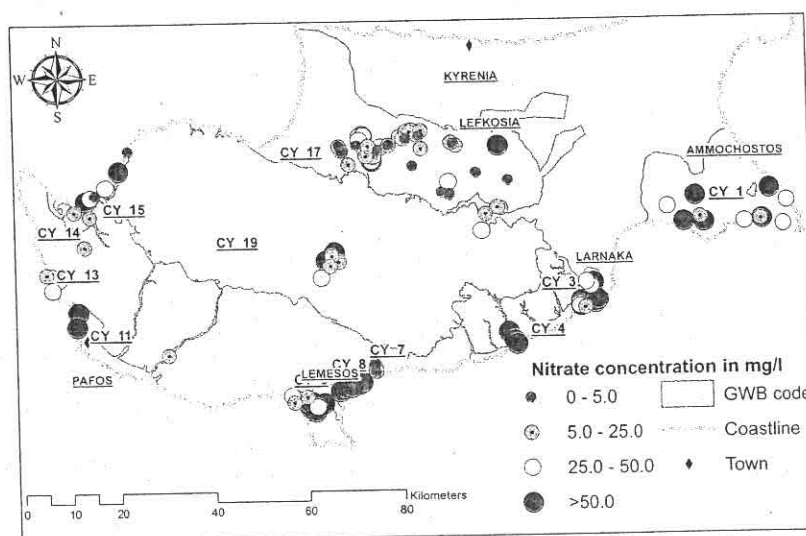 N
W E
S
KYRENIA
LEFKOSIA
CY 17
AMMOCHOSTOS
CY 1
CY 15
CY 14
CY 19
LARNAKA
CY 13
CY 3
CY 11
CY 4
CY-7
CY 8
LEMESOS
PAFOS
Nitrate concentration in mg/l
0 - 5.0 GWB code
5.0 - 25.0 Coastline
25.0 - 50.0 Town
>50.0
Kilometers
0 10 20 40 60 80